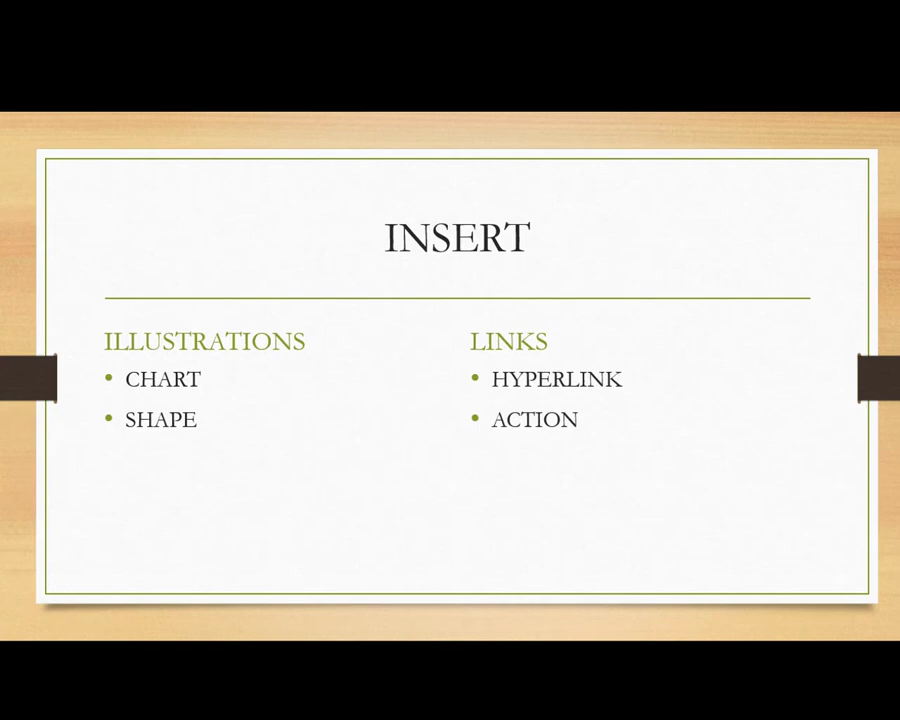 INSERT
ILLUSTRATIONS
• CHART
• SHAPE
LINKS
• HYPERLINK
• ACTION